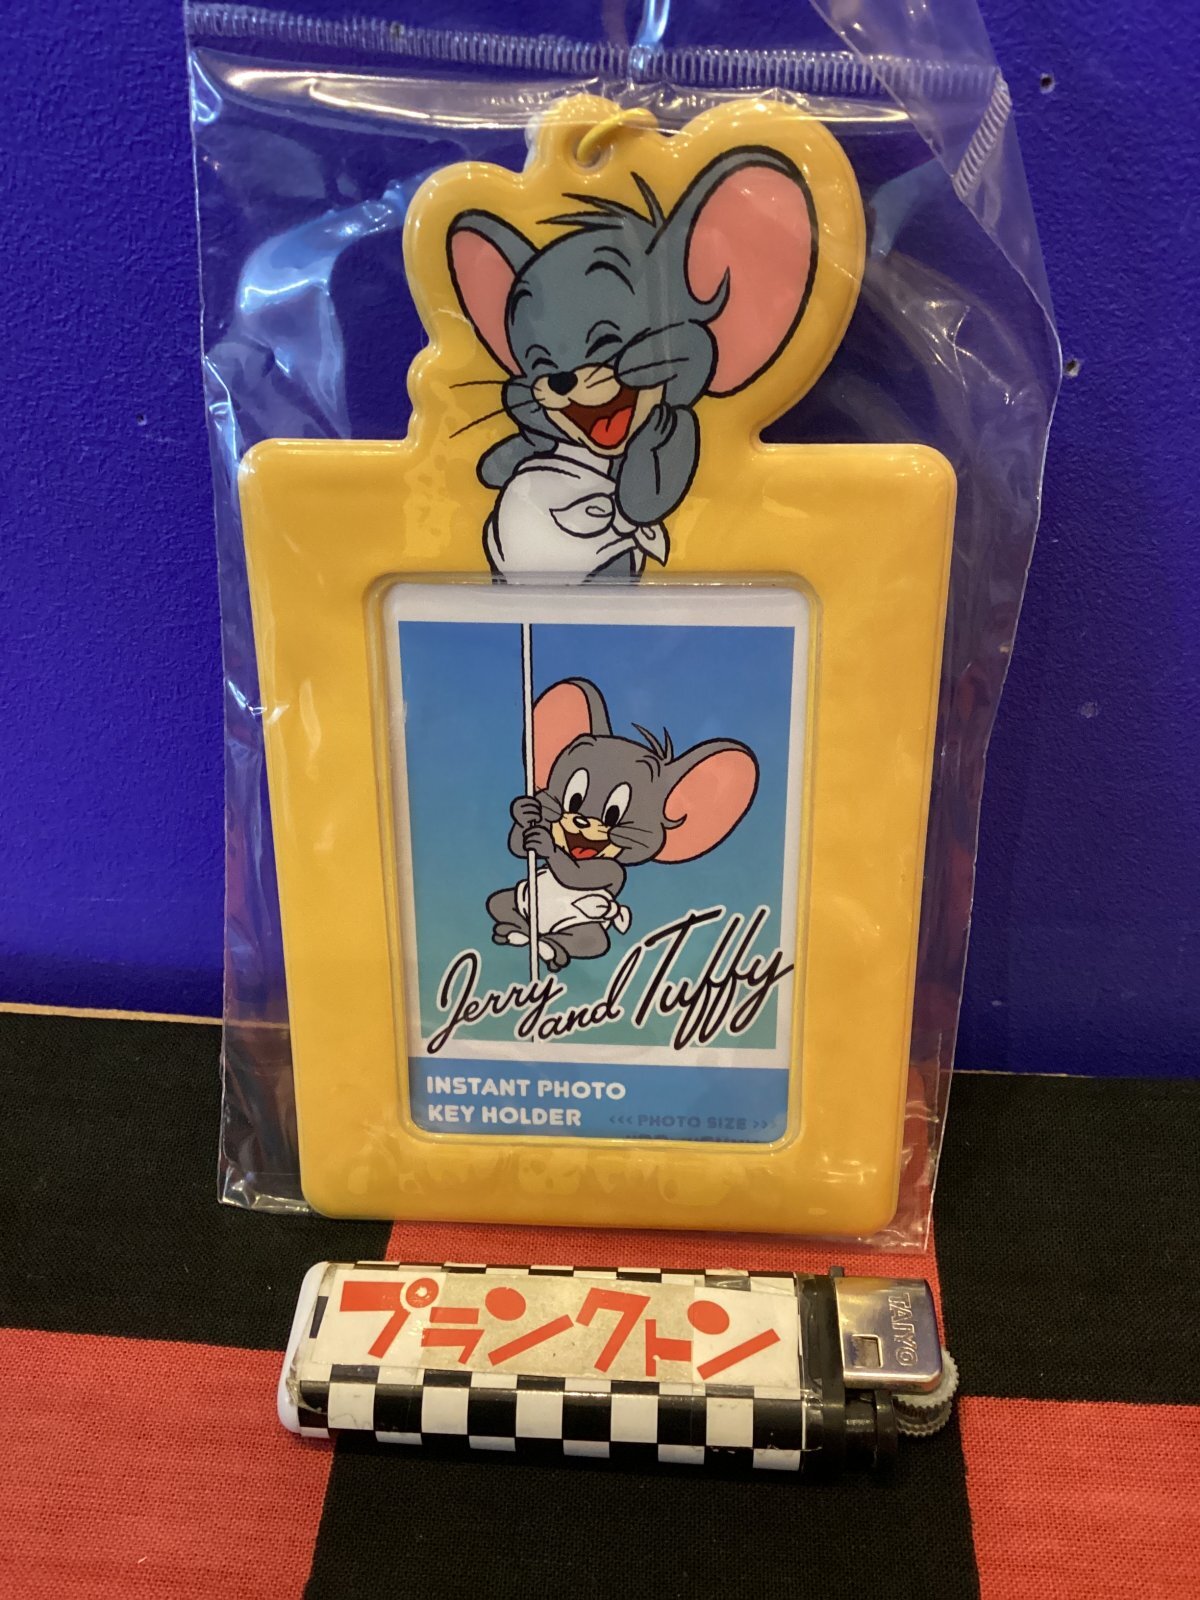 Jerry and Tuffy
INSTANT PHOTO
KEY HOLDER
<<< PHOTO SIZE >>
プランクトン
TAIYO